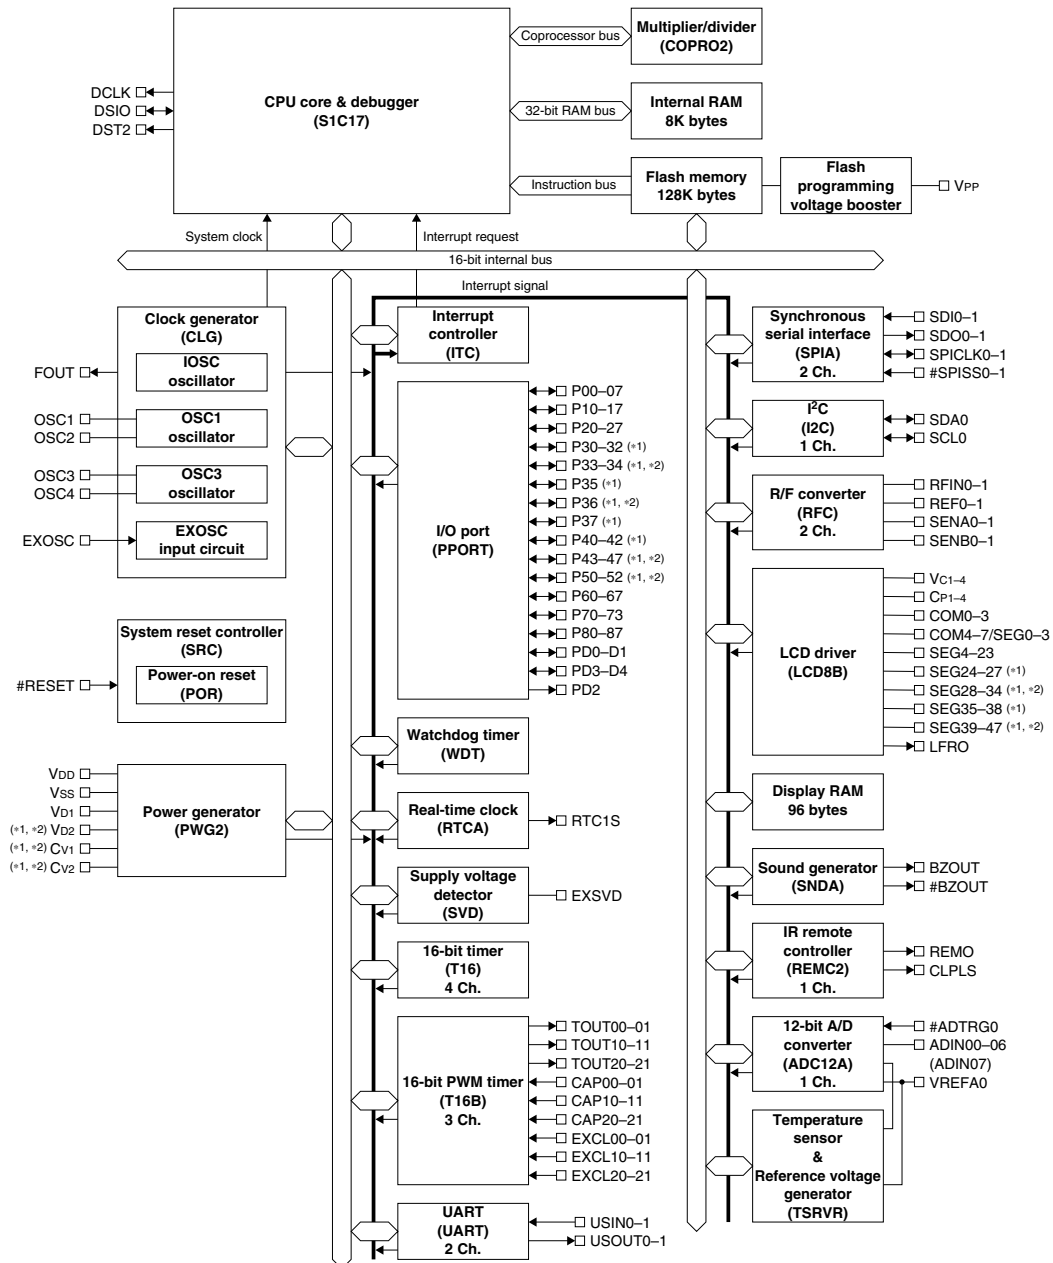 Coprocessor bus
Multiplier/divider
(COPRO2)
DCLK
DSIO
DST2
CPU core & debugger
(S1C17)
32-bit RAM bus
Internal RAM
8K bytes
Instruction bus
Flash memory
128K bytes
Flash
programming
voltage booster
VPP
System clock
Interrupt request
16-bit internal bus
Interrupt signal
Clock generator
(CLG)
IOSC
oscillator
FOUT
OSC1
OSC2
OSC1
oscillator
OSC3
OSC4
OSC3
oscillator
EXOSC
EXOSC
input circuit
System reset controller
(SRC)
#RESET
Power-on reset
(POR)
VDD
VSS
VD1
(*1, *2) VD2
(*1, *2) CV1
(*1, *2) CV2
Power generator
(PWG2)
Interrupt
controller
(ITC)
I/O port
(PPORT)
P00–07
P10–17
P20–27
P30–32 (*1)
P33–34 (*1, *2)
P35 (*1)
P36 (*1, *2)
P37 (*1)
P40–42 (*1)
P43–47 (*1, *2)
P50–52 (*1, *2)
P60–67
P70–73
P80–87
PD0–D1
PD3–D4
PD2
Watchdog timer
(WDT)
Real-time clock
(RTCA)
RTC1S
Supply voltage
detector
(SVD)
EXSVD
16-bit timer
(T16)
4 Ch.
16-bit PWM timer
(T16B)
3 Ch.
TOUT00–01
TOUT10–11
TOUT20–21
CAP00–01
CAP10–11
CAP20–21
EXCL00–01
EXCL10–11
EXCL20–21
UART
(UART)
2 Ch.
USIN0–1
USOUT0–1
Synchronous
serial interface
(SPIA)
2 Ch.
SDI0–1
SDO0–1
SPICLK0–1
#SPISS0–1
I²C
(I2C)
1 Ch.
SDA0
SCL0
R/F converter
(RFC)
2 Ch.
RFIN0–1
REF0–1
SENA0–1
SENB0–1
LCD driver
(LCD8B)
VC1–4
CP1–4
COM0–3
COM4–7/SEG0–3
SEG4–23
SEG24–27 (*1)
SEG28–34 (*1, *2)
SEG35–38 (*1)
SEG39–47 (*1, *2)
LFRO
Display RAM
96 bytes
Sound generator
(SNDA)
BZOUT
#BZOUT
IR remote
controller
(REMC2)
1 Ch.
REMO
CLPLS
12-bit A/D
converter
(ADC12A)
1 Ch.
#ADTRG0
ADIN00–06
(ADIN07)
VREFA0
Temperature
sensor
&
Reference voltage
generator
(TSRVR)